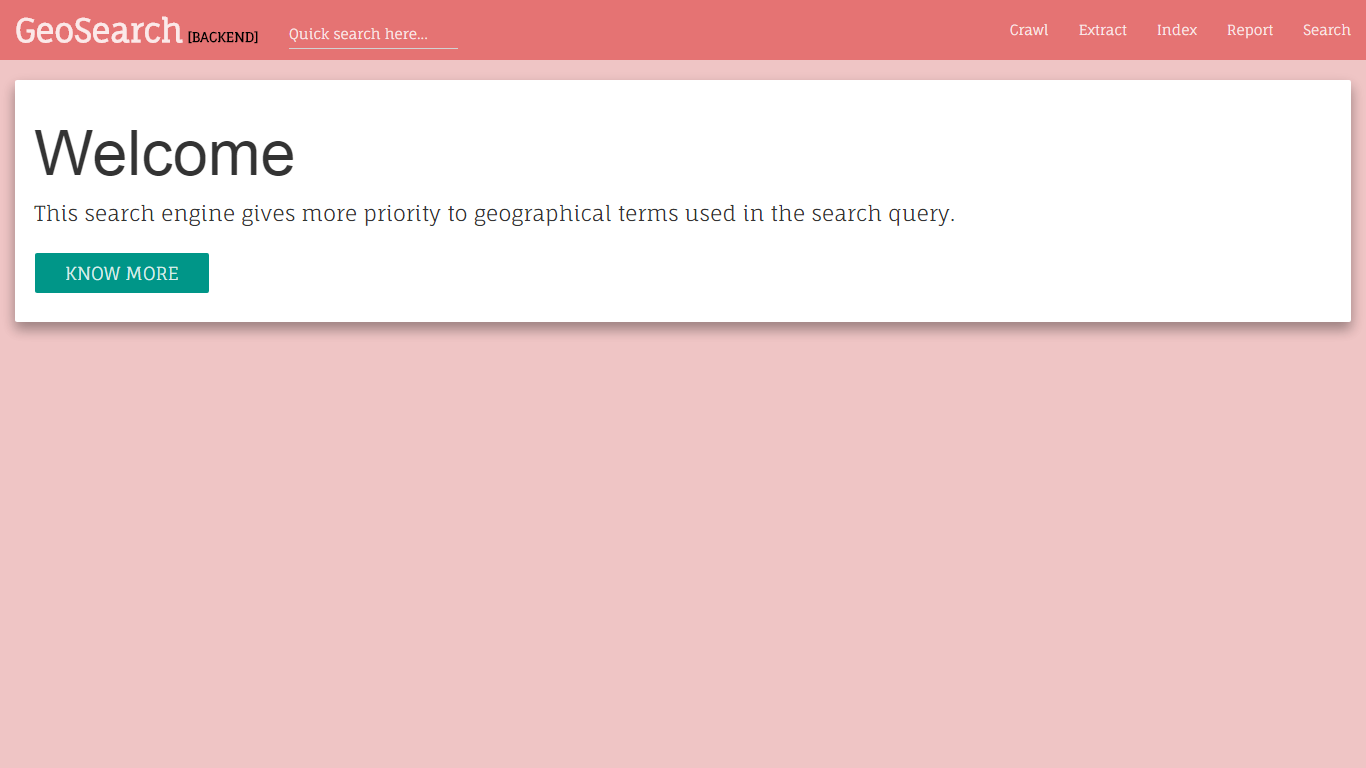 GeoSearch [BACKEND] Quick search here... Crawl Extract Index Report Search
Welcome
This search engine gives more priority to geographical terms used in the search query.
KNOW MORE